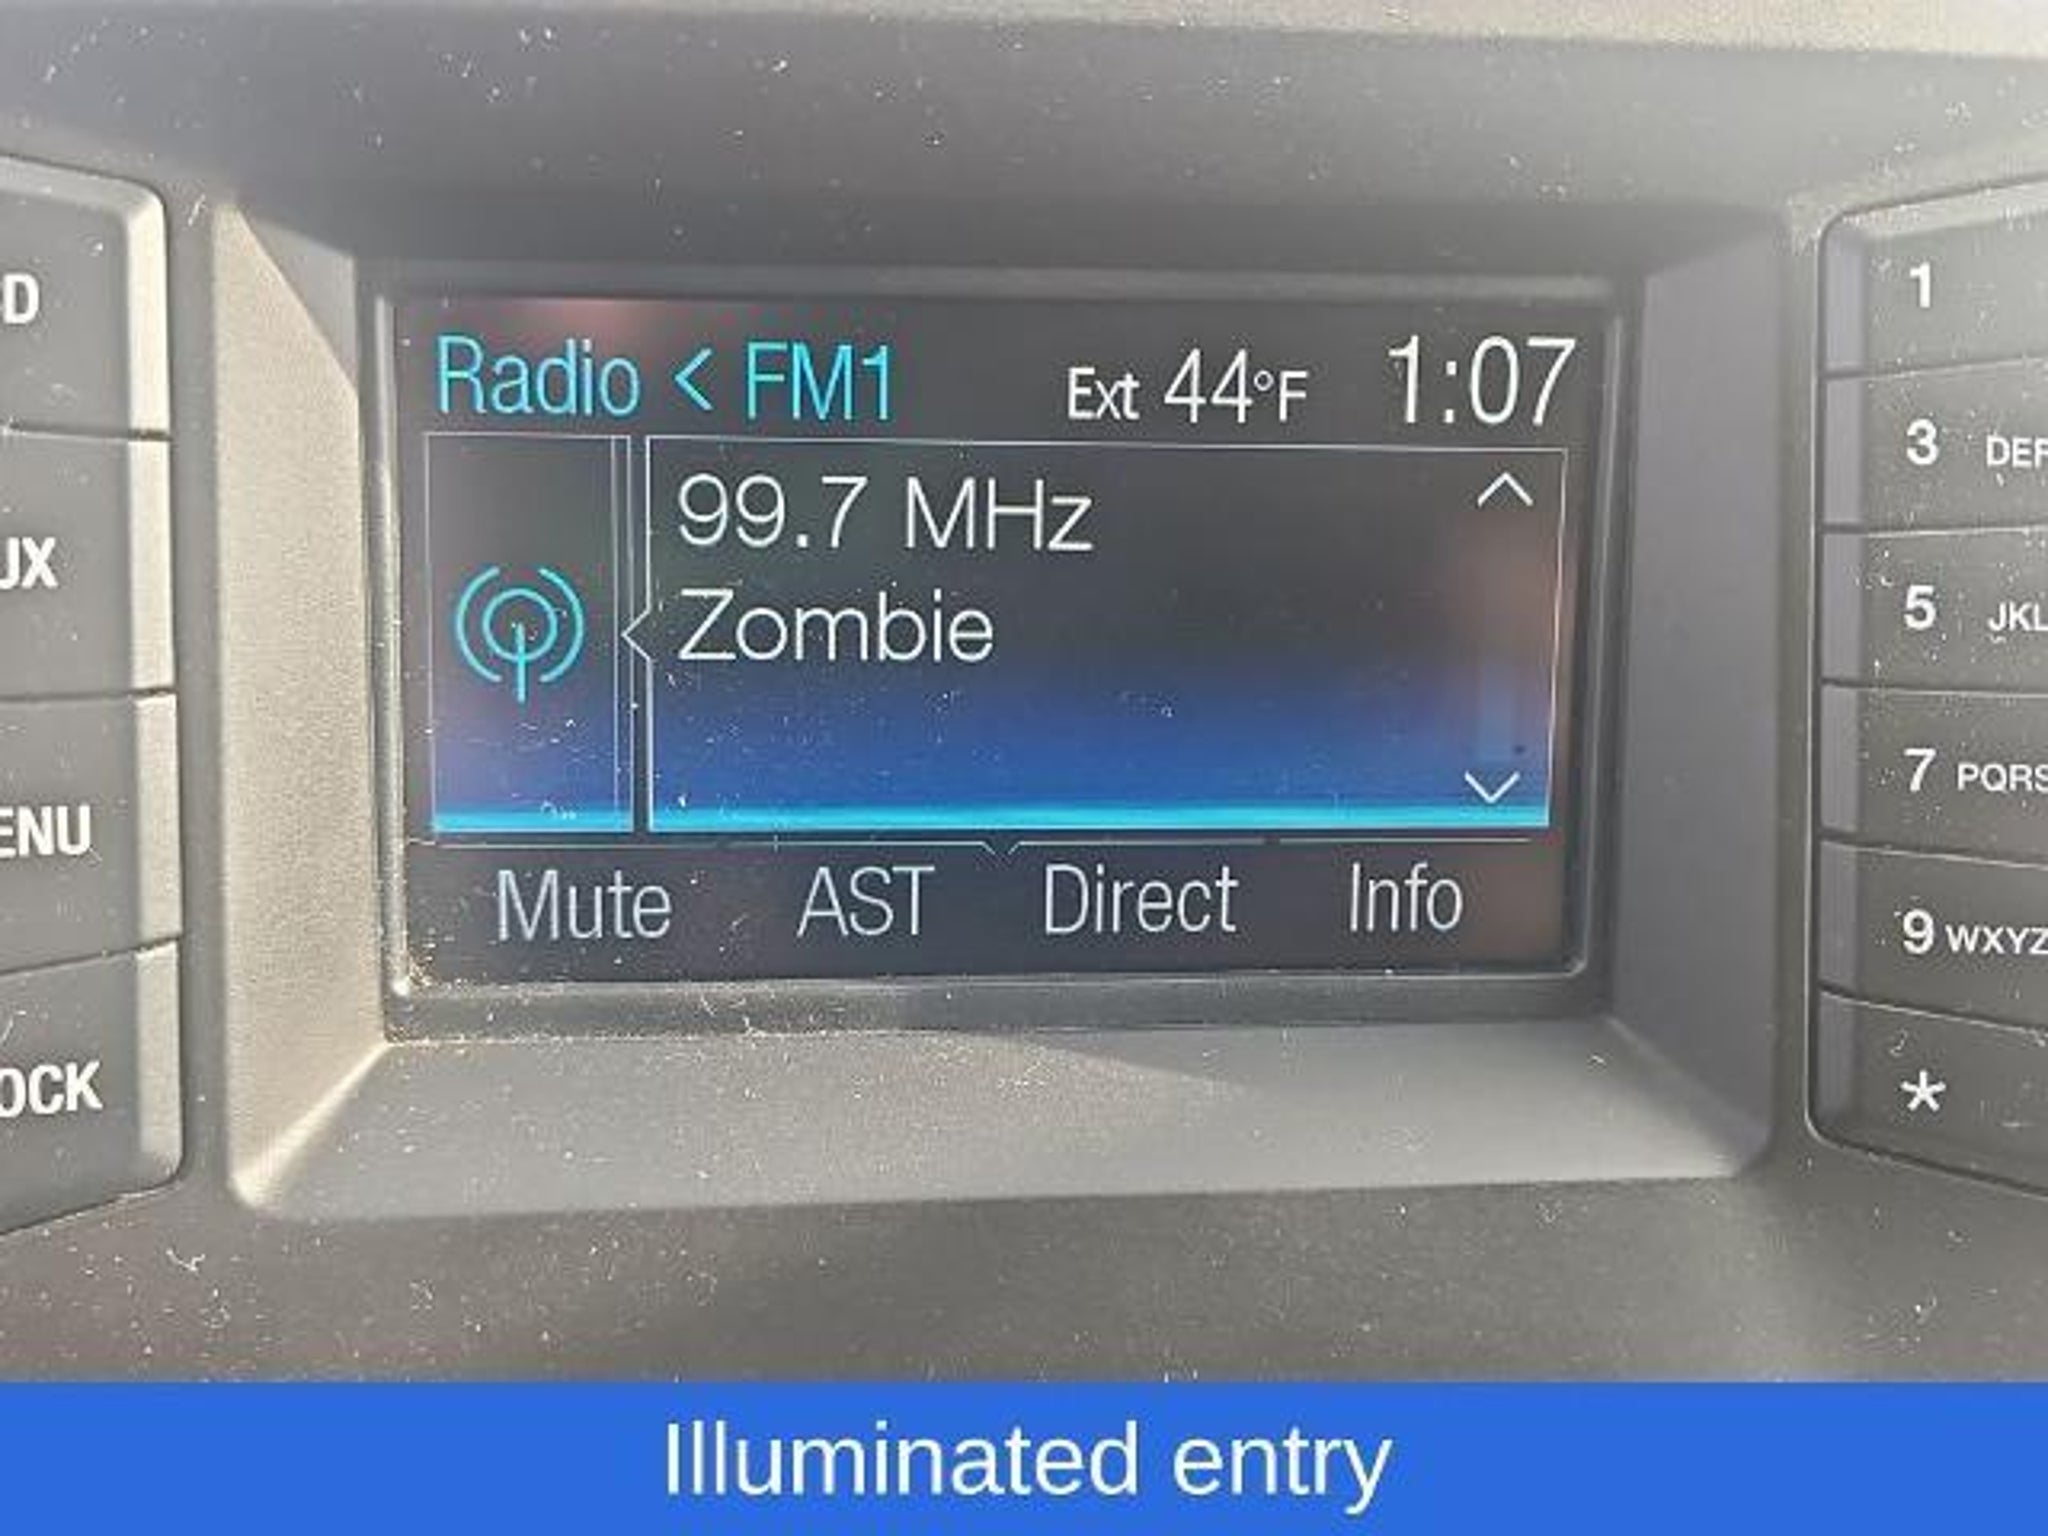 Radio < FM1 Ext 44°F 1:07
99.7 MHz
Zombie
Mute AST Direct Info
D
UX
ENU
OCK
1
3 DEF
5 JKL
7 PQRS
9 WXYZ
*
Illuminated entry